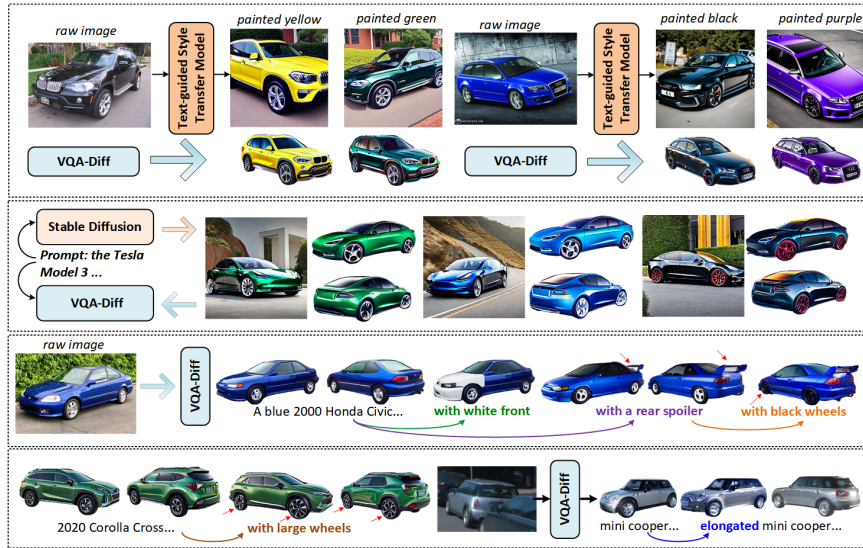 raw image
Text-guided Style
Transfer Model
painted yellow
painted green
raw image
Text-guided Style
Transfer Model
painted black
painted purple
VQA-Diff
VQA-Diff
Stable Diffusion
Prompt: the Tesla
Model 3 ...
VQA-Diff
raw image
VQA-Diff
A blue 2000 Honda Civic...
with white front
with a rear spoiler
with black wheels
2020 Corolla Cross...
with large wheels
VQA-Diff
mini cooper...
elongated mini cooper...